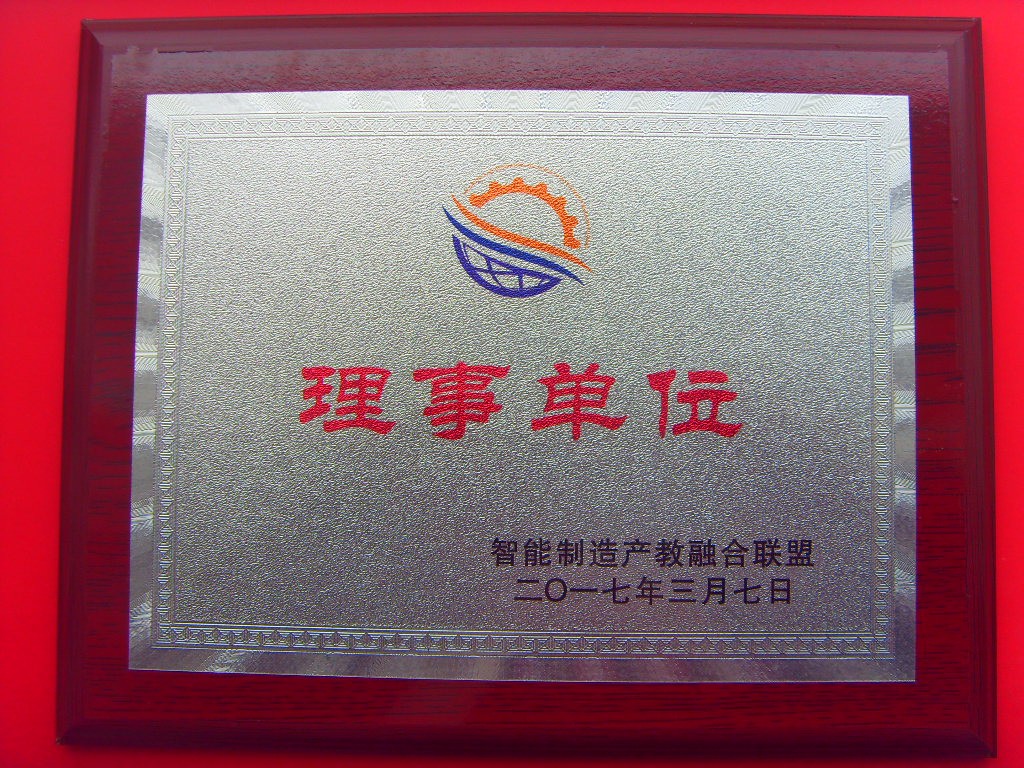 理事单位
智能制造产教融合联盟
二〇一七年三月七日